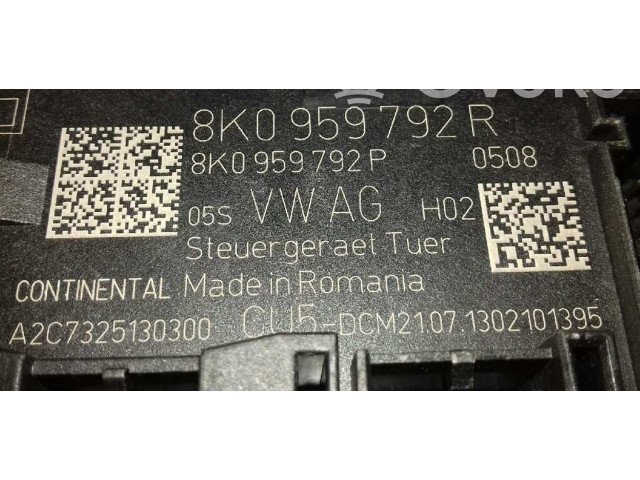 8K0 959 792 R
8K0 959 792 P 0508
05S VW AG H02
Steuergeraet Tuer
CONTINENTAL Made in Romania
A2C7325130300 CU5-DCM21.07 1302101395